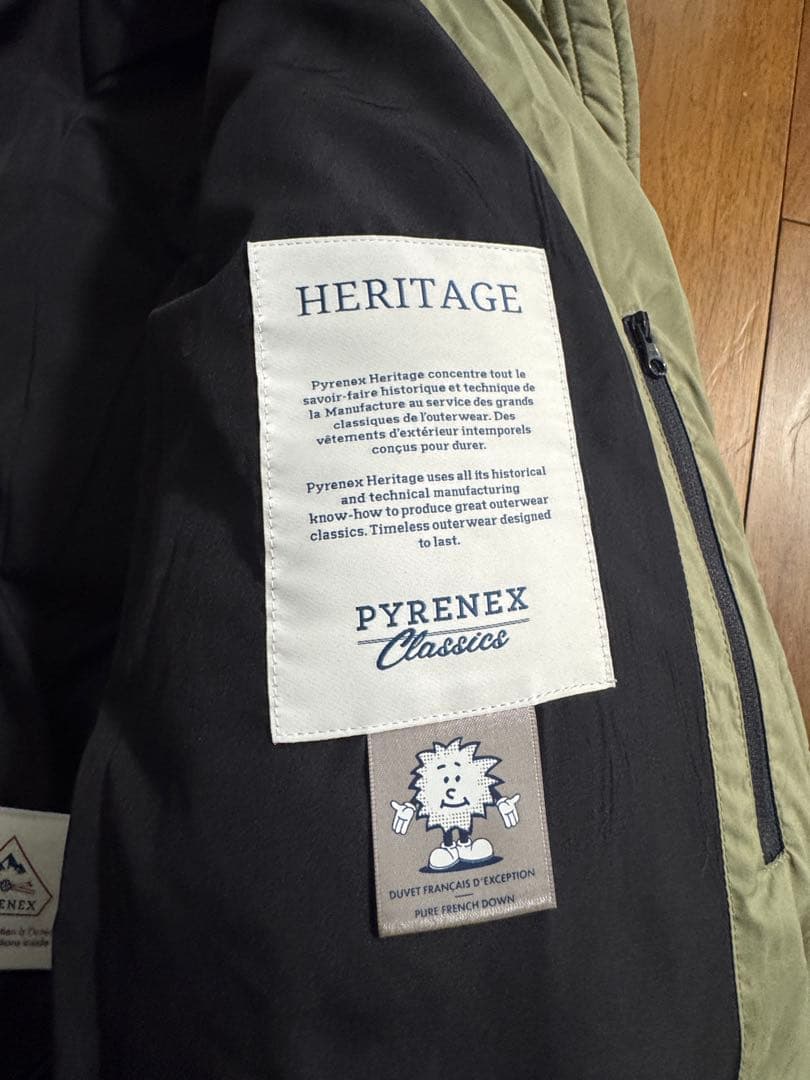 HERITAGE
Pyrenex Heritage concentre tout le
savoir-faire historique et technique de
la Manufacture au service des grands
classiques de l'outerwear. Des
vêtements d'extérieur intemporels
conçus pour durer.
Pyrenex Heritage uses all its historical
and technical manufacturing
know-how to produce great outerwear
classics. Timeless outerwear designed
to last.
PYRENEX
Classics
DUVET FRANÇAIS D'EXCEPTION
PURE FRENCH DOWN
ENEX